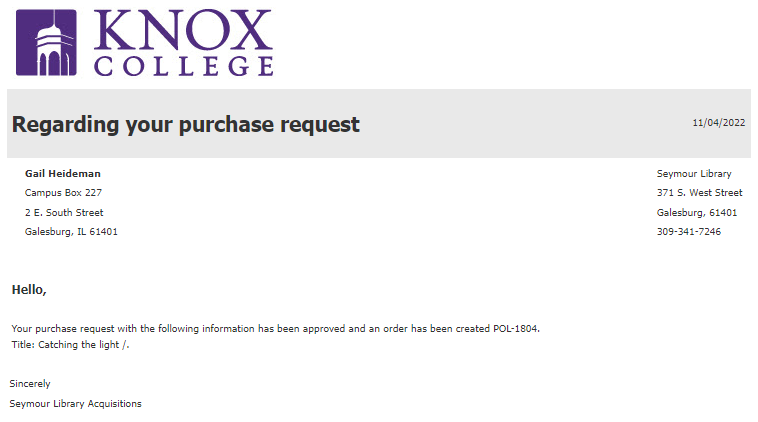 KNOX
COLLEGE
Regarding your purchase request
11/04/2022
Gail Heideman
Campus Box 227
2 E. South Street
Galesburg, IL 61401
Seymour Library
371 S. West Street
Galesburg, 61401
309-341-7246
Hello,
Your purchase request with the following information has been approved and an order has been created POL-1804.
Title: Catching the light /.
Sincerely
Seymour Library Acquisitions